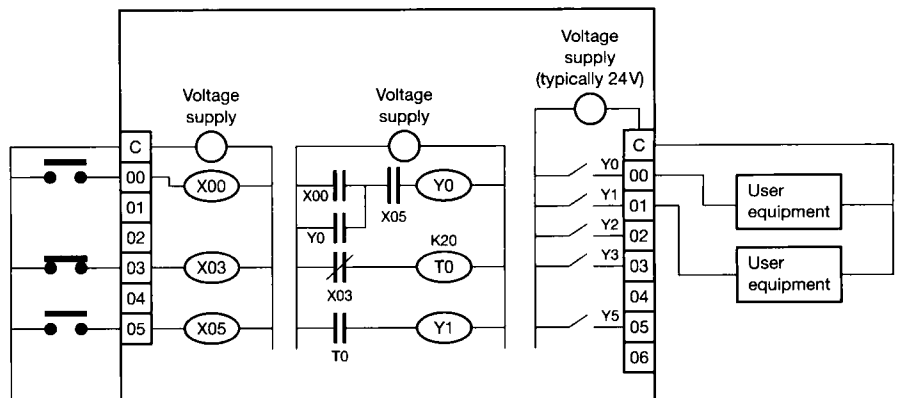 Voltage
supply
(typically 24V)
Voltage
supply
Voltage
supply
C
00
01
02
03
04
05
X00
X03
X05
X00
X05
Y0
Y0
K20
X03
T0
T0
Y1
Y0
Y1
Y2
Y3
Y5
C
00
01
02
03
04
05
06
User
equipment
User
equipment